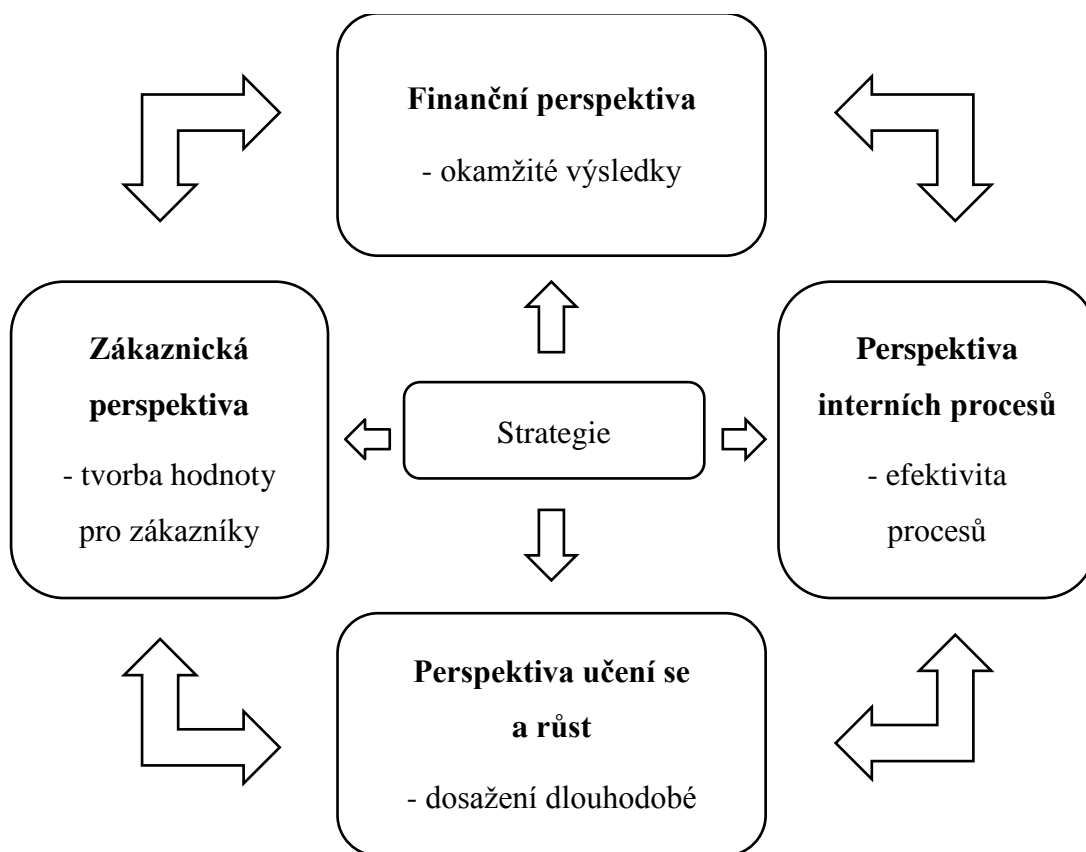 Finanční perspektiva
- okamžité výsledky
Zákaznická
perspektiva
- tvorba hodnoty
pro zákazníky
Strategie
Perspektiva
interních procesů
- efektivita
procesů
Perspektiva učení se
a růst
- dosažení dlouhodobé